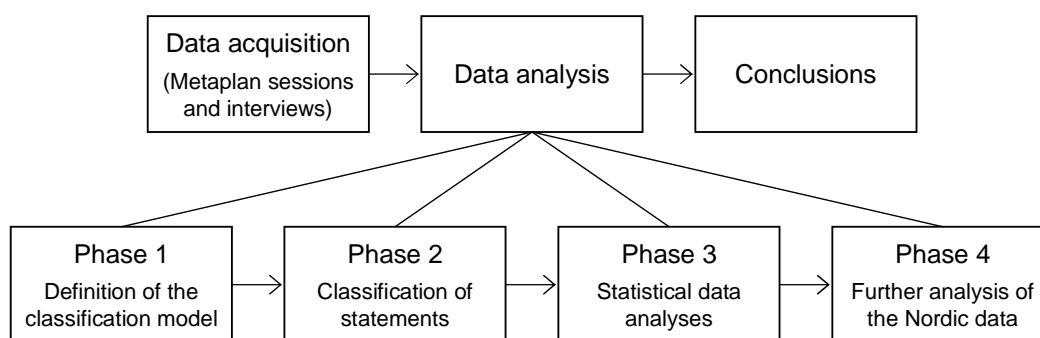 Data acquisition
(Metaplan sessions
and interviews)
Data analysis
Conclusions
Phase 1
Definition of the
classification model
Phase 2
Classification of
statements
Phase 3
Statistical data
analyses
Phase 4
Further analysis of
the Nordic data